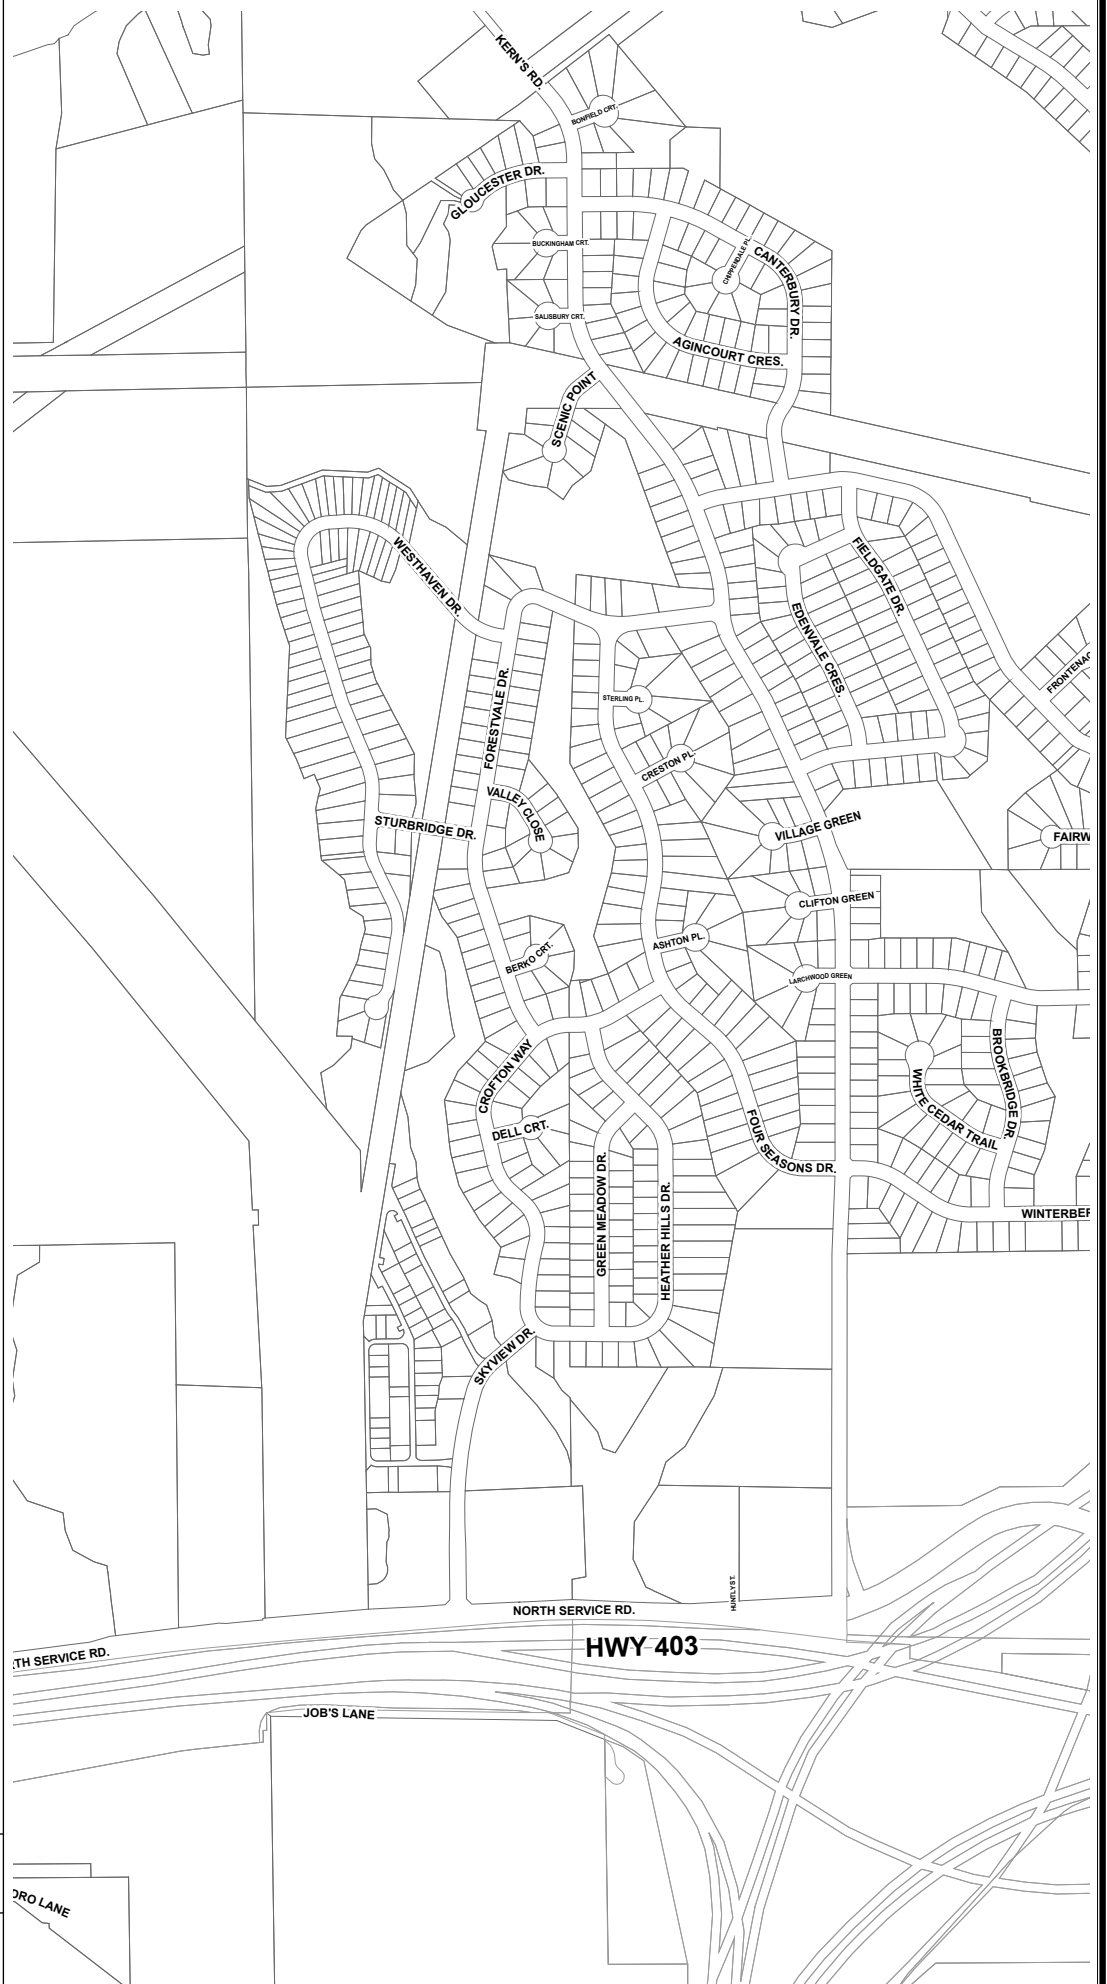 KERN'S RD.
BONFIELD CRT.
GLOUCESTER DR.
BUCKINGHAM CRT.
CHIPPENDALE PL.
CANTERBURY DR.
SALISBURY CRT.
AGINCOURT CRES.
SCENIC POINT
WESTHAVEN DR.
FIELDGATE DR.
EDENVALE CRES.
FRONTENAC
STERLING PL.
FORESTVALE DR.
CRESTON PL.
VALLEY CLOSE
STURBRIDGE DR.
VILLAGE GREEN
FAIRW
CLIFTON GREEN
ASHTON PL.
BERKO CRT.
LARCHWOOD GREEN
BROOKBRIDGE DR.
CROFTON WAY
WHITE CEDAR TRAIL
DELL CRT.
FOUR SEASONS DR.
GREEN MEADOW DR.
HEATHER HILLS DR.
WINTERBER
SKYVIEW DR.
HUNTLY ST.
NORTH SERVICE RD.
HWY 403
TH SERVICE RD.
JOB'S LANE
DRO LANE